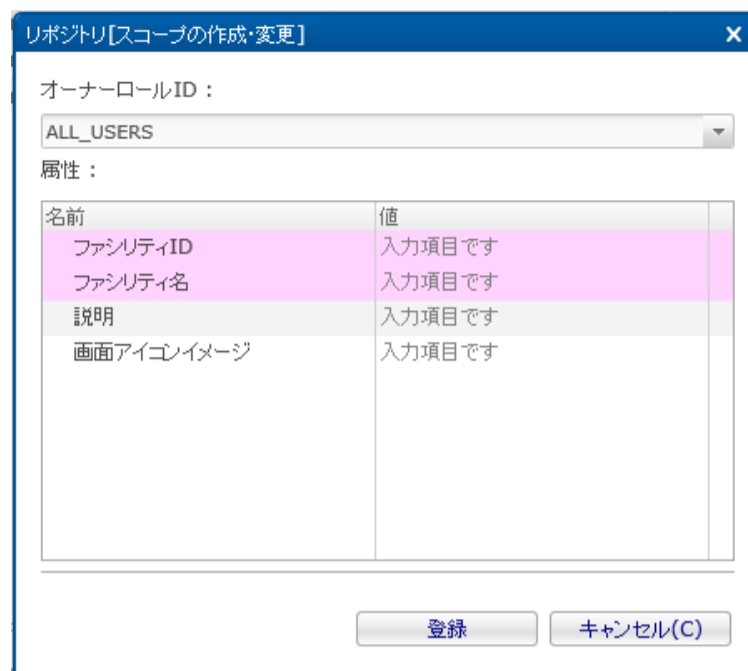 リポジトリ[スコープの作成・変更]
オーナーロールID：
ALL_USERS
属性：
名前 値
ファシリティID 入力項目です
ファシリティ名 入力項目です
説明 入力項目です
画面アイコンイメージ 入力項目です
登録 キャンセル(C)